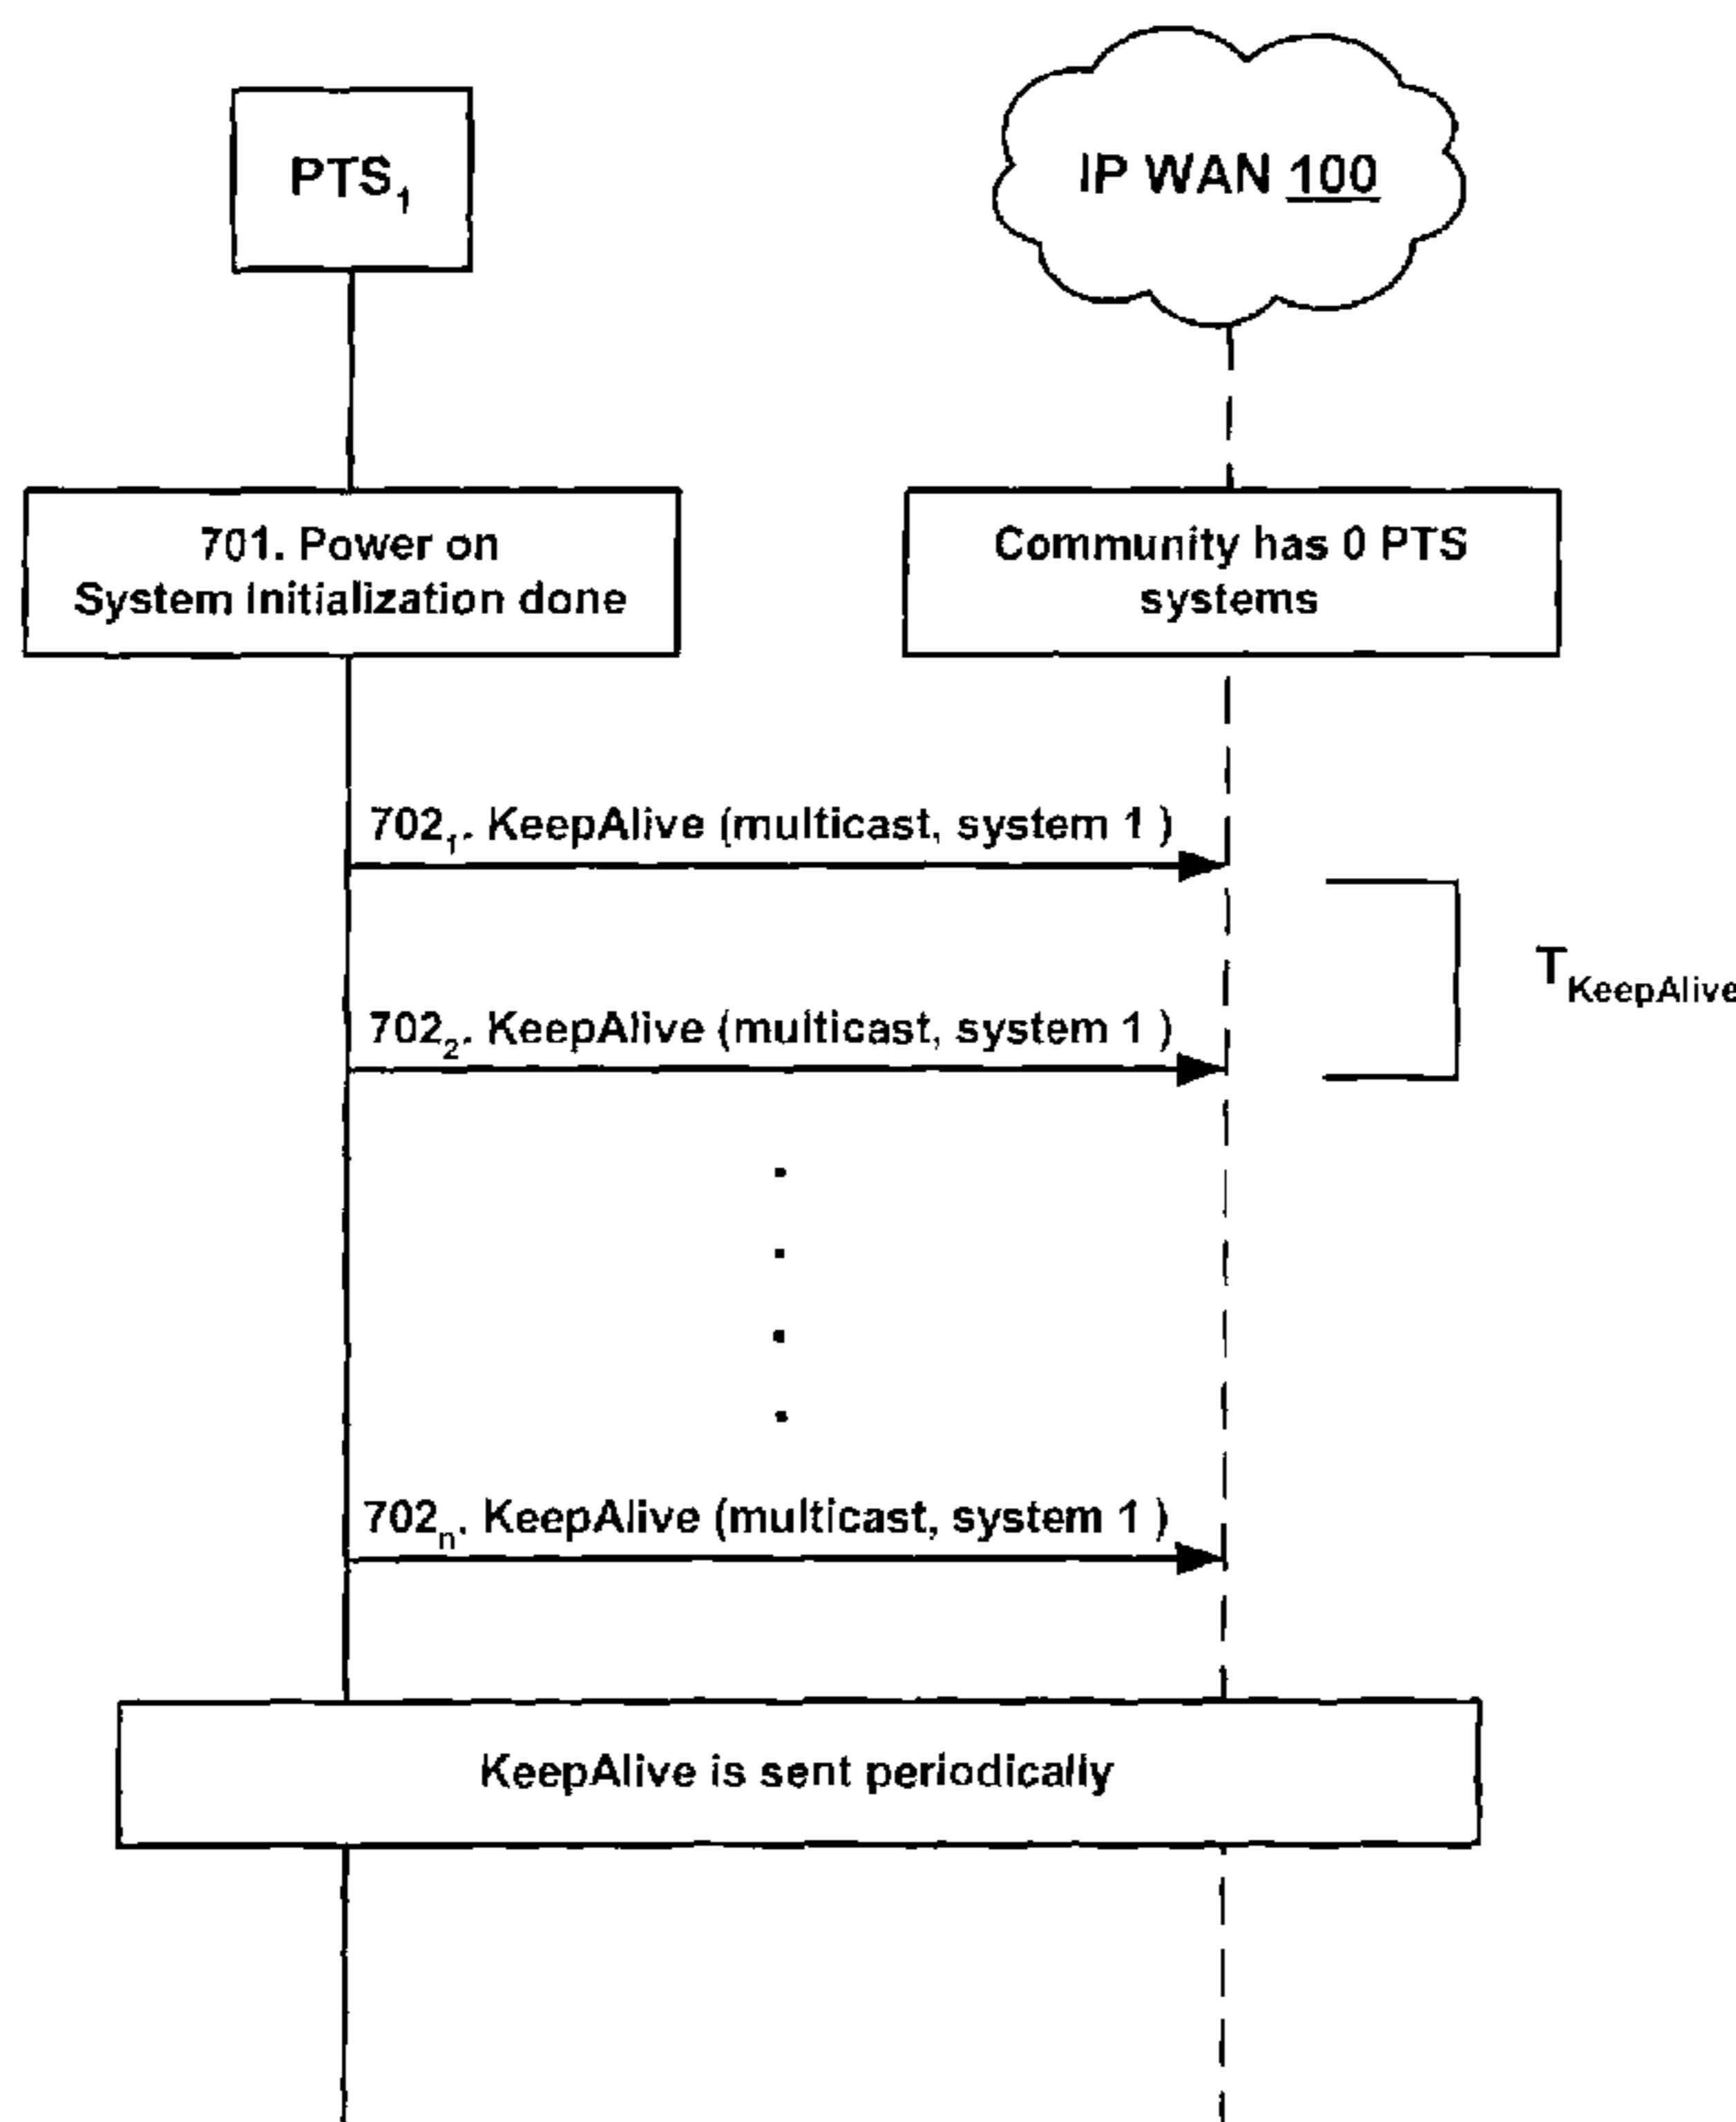 PTS₁
IP WAN 100
701. Power on
System Initialization done
Community has 0 PTS
systems
702₁. KeepAlive (multicast, system 1 )
T KeepAlive
702₂. KeepAlive (multicast, system 1 )
702ₙ. KeepAlive (multicast, system 1 )
KeepAlive is sent periodically